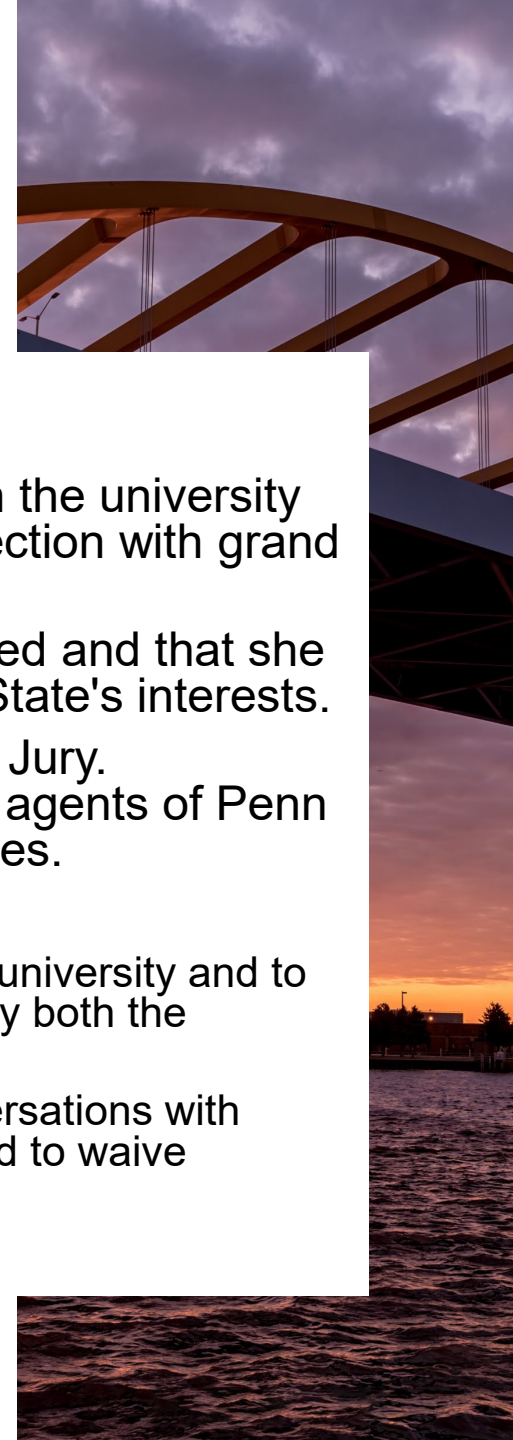 the university
ection with grand
ed and that she
State's interests.
Jury.
agents of Penn
es.
university and to
y both the
ersations with
d to waive